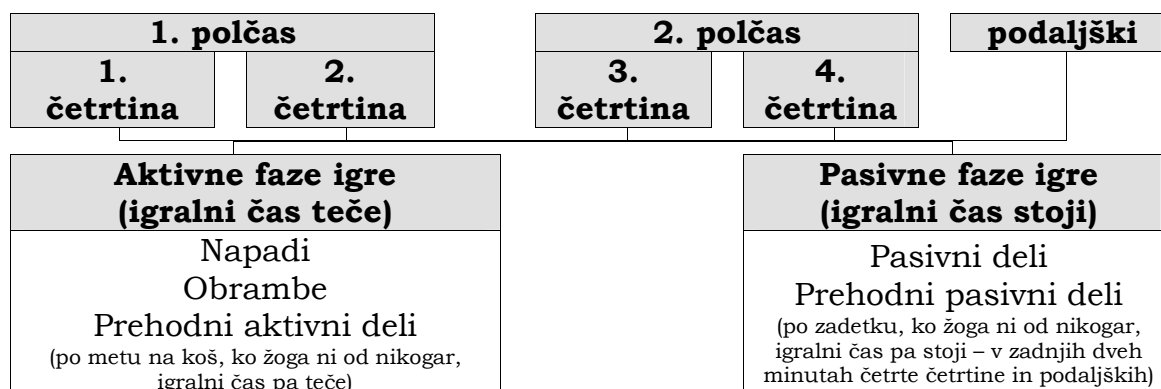 1. polčas
2. polčas
podaljški
1.
četrtina
2.
četrtina
3.
četrtina
4.
četrtina
Aktivne faze igre
(igralni čas teče)
Napadi
Obrambe
Prehodni aktivni deli
(po metu na koš, ko žoga ni od nikogar,
igralni čas pa teče)
Pasivne faze igre
(igralni čas stoji)
Pasivni deli
Prehodni pasivni deli
(po zadetku, ko žoga ni od nikogar,
igralni čas pa stoji – v zadnjih dveh
minutah četrte četrtine in podaljških)